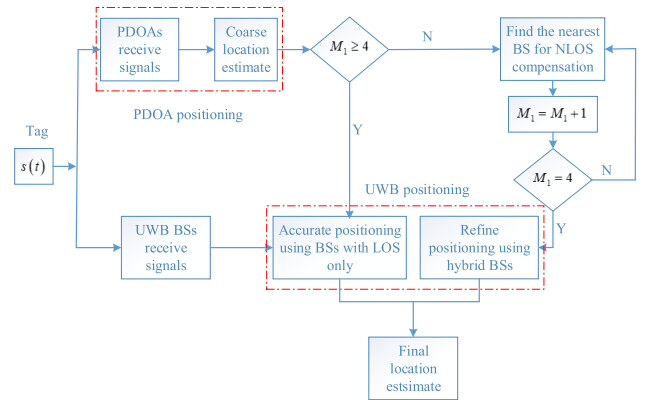 PDOAs
receive
signals
Coarse
location
estimate
M₁ ≥ 4
N
Find the nearest
BS for NLOS
compensation
PDOA positioning
M₁ = M₁ + 1
Y
Tag
s(t)
M₁ = 4
N
UWB positioning
Y
UWB BSs
receive
signals
Accurate positioning
using BSs with LOS
only
Refine
positioning using
hybrid BSs
Final
location
estsimate